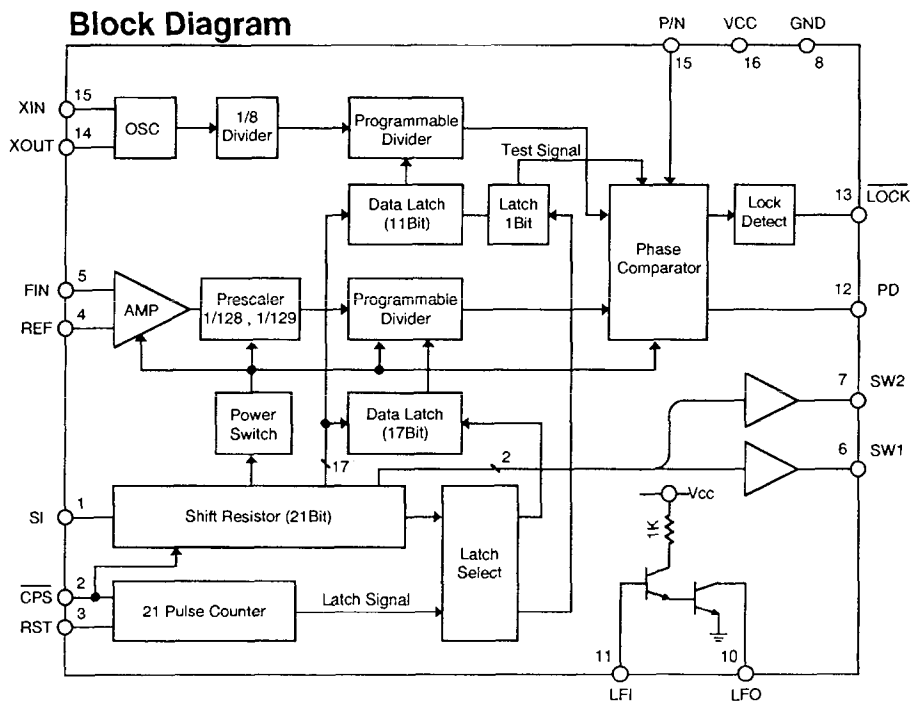 Block Diagram
P/N
VCC
GND
15
16
8
XIN
15
OSC
1/8
Divider
Programmable
Divider
XOUT
14
Test Signal
Data Latch
(11Bit)
Latch
1Bit
Phase
Comparator
Lock
Detect
13
LOCK
FIN
5
AMP
Prescaler
1/128 , 1/129
Programmable
Divider
12
PD
REF
4
Power
Switch
Data Latch
(17Bit)
7
SW2
17
2
6
SW1
SI
1
Shift Resistor (21Bit)
Latch
Select
Vcc
1K
CPS
2
21 Pulse Counter
Latch Signal
RST
3
11
10
LFI
LFO